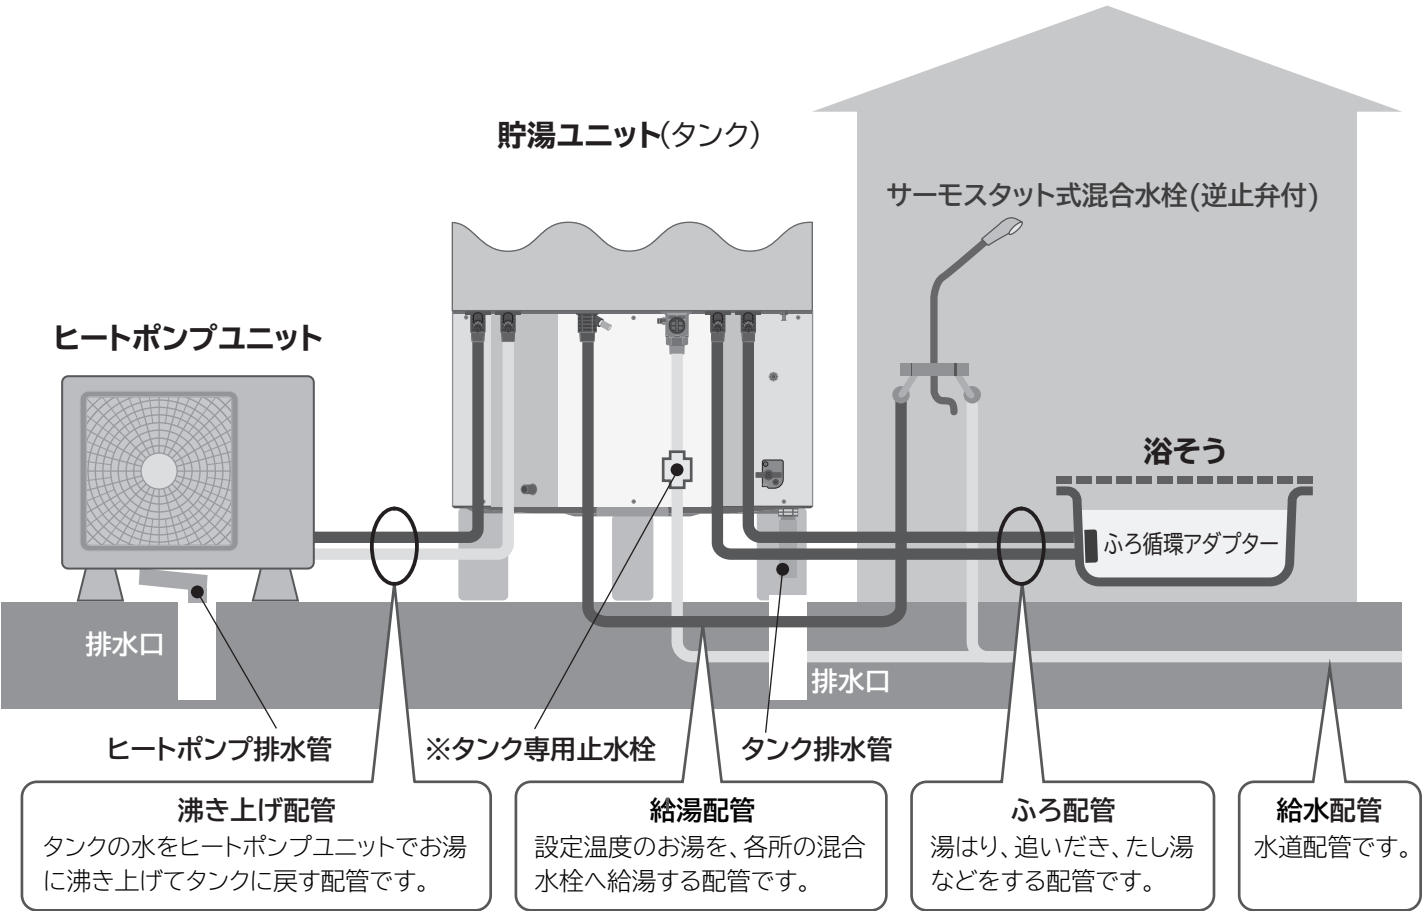 貯湯ユニット(タンク)
サーモスタット式混合水栓(逆止弁付)
ヒートポンプユニット
浴そう
ふろ循環アダプター
排水口
排水口
ヒートポンプ排水管
※タンク専用止水栓
タンク排水管
沸き上げ配管
タンクの水をヒートポンプユニットでお湯
に沸き上げてタンクに戻す配管です。
給湯配管
設定温度のお湯を、各所の混合
水栓へ給湯する配管です。
ふろ配管
湯はり、追いだき、たし湯
などをする配管です。
給水配管
水道配管です。